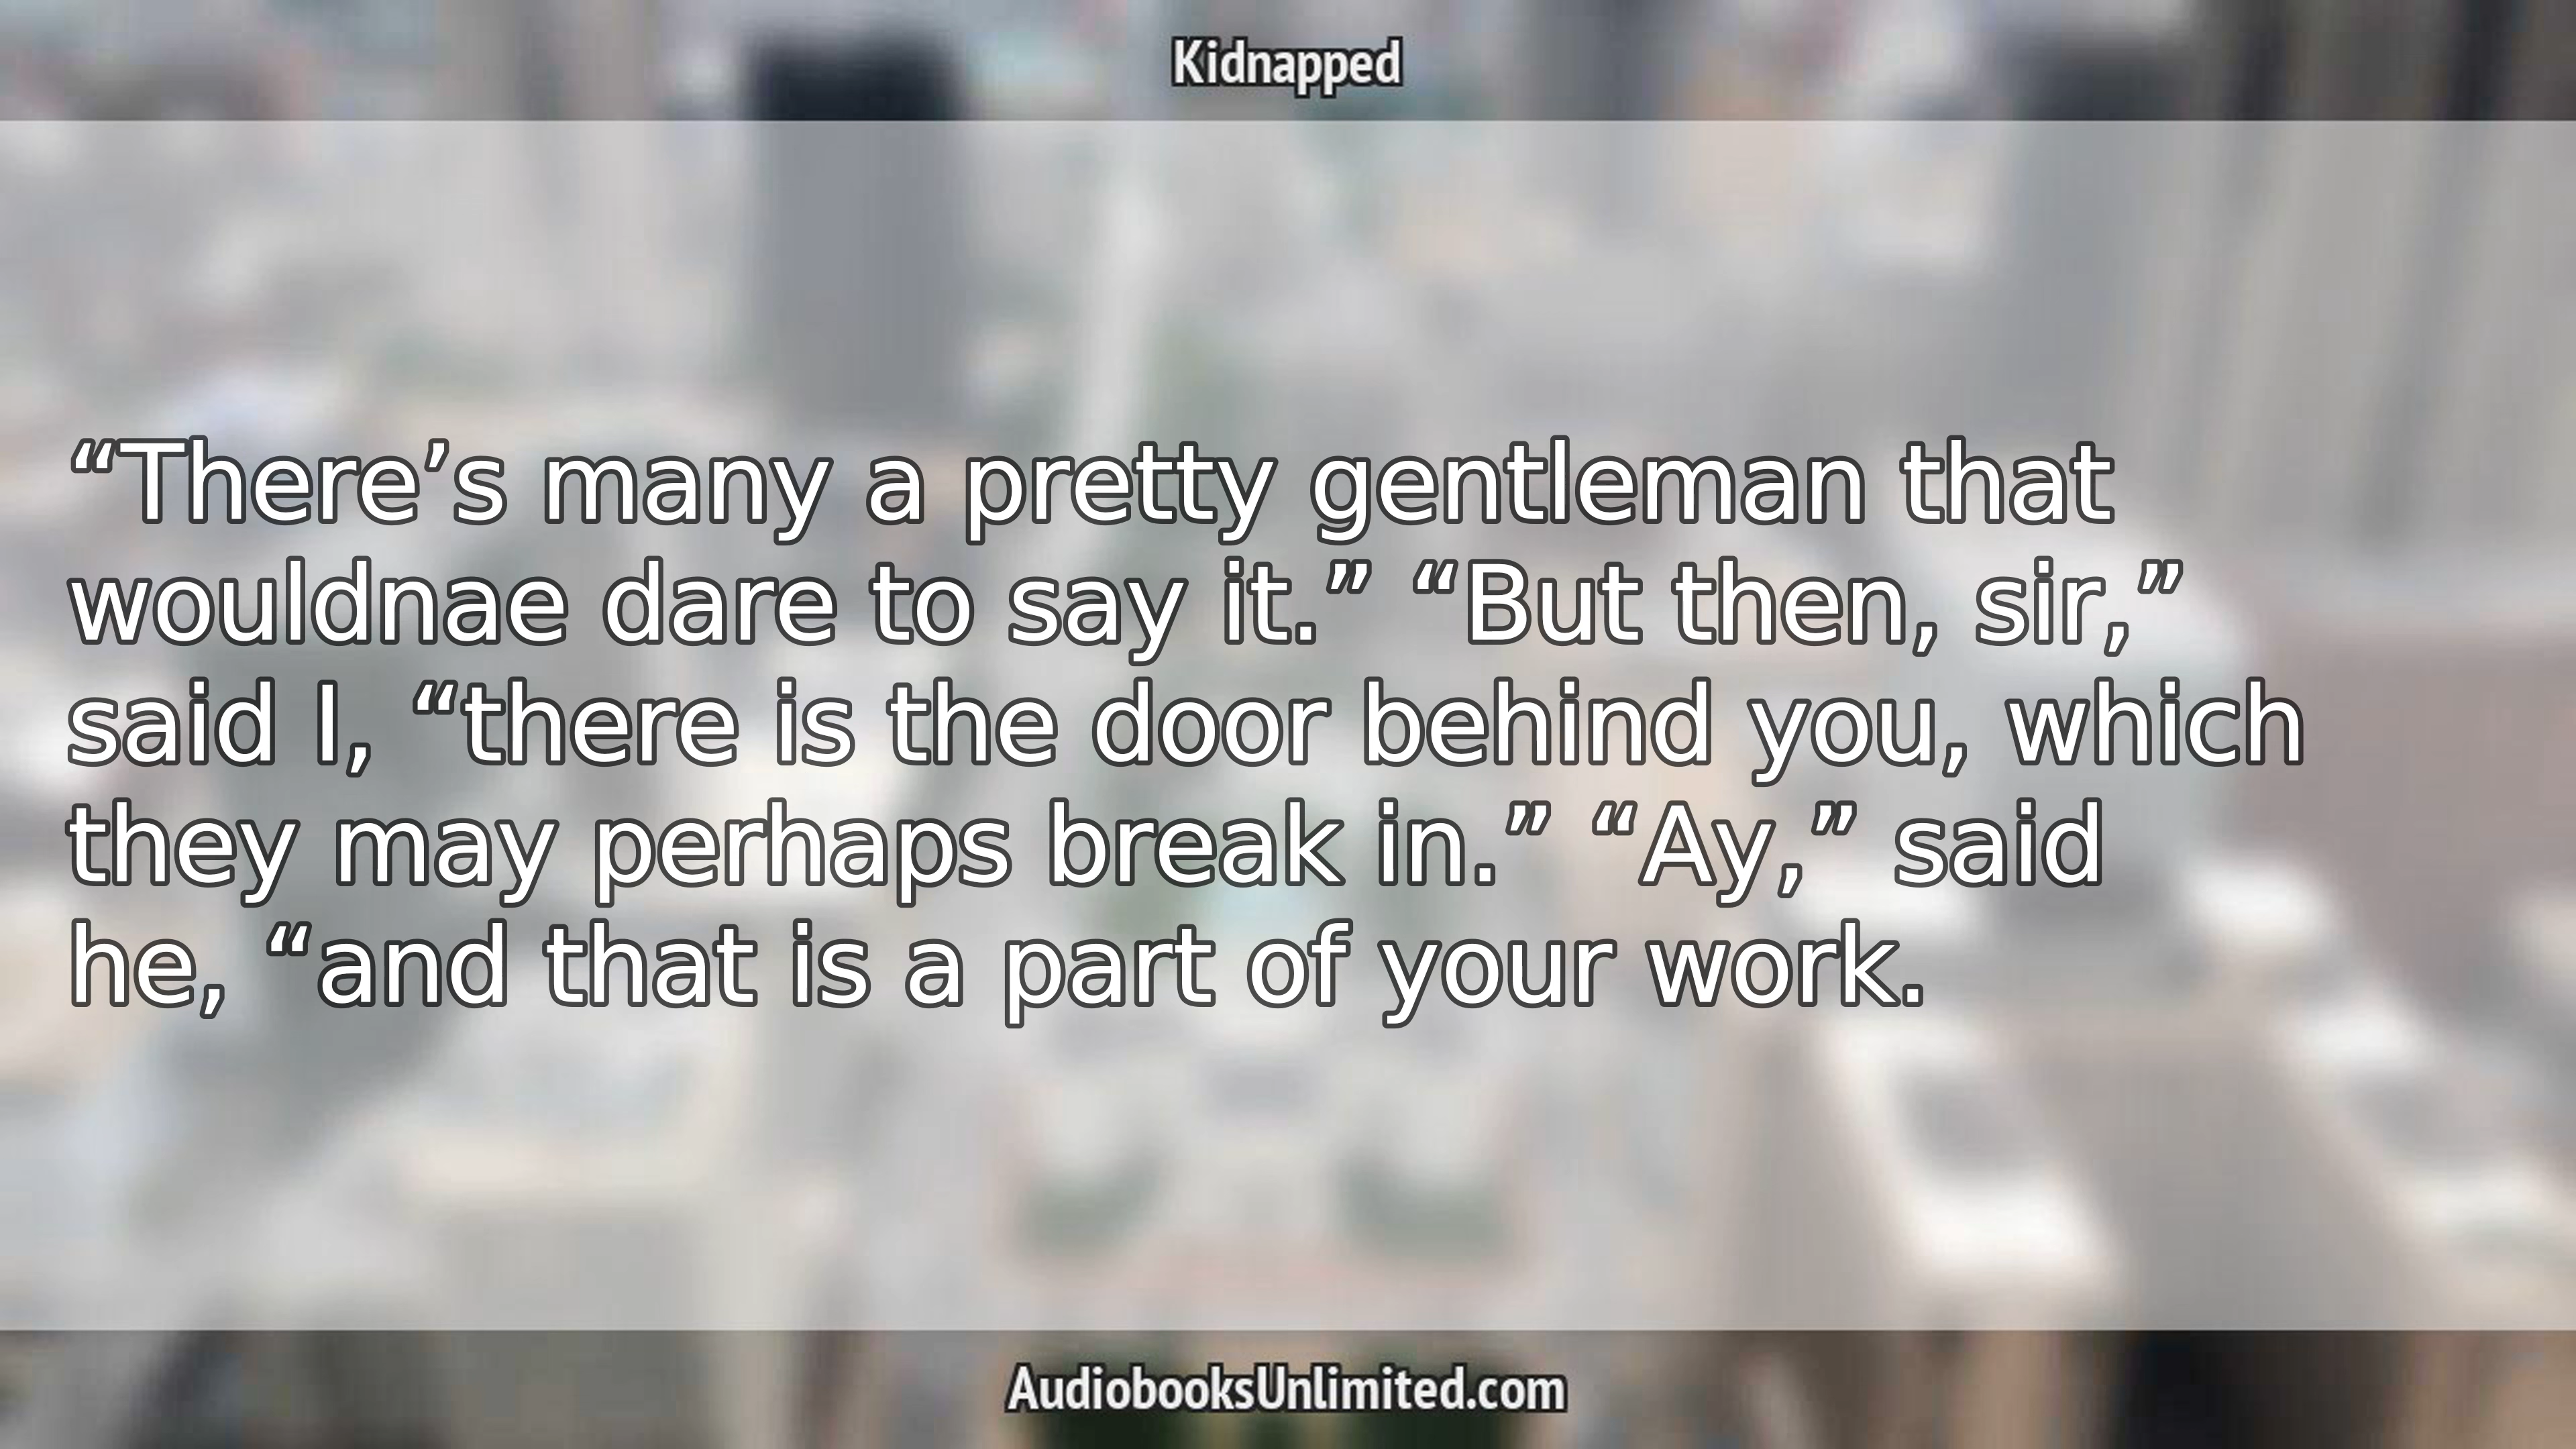 Kidnapped
“There’s many a pretty gentleman that
wouldnae dare to say it.” “But then, sir,”
said I, “there is the door behind you, which
they may perhaps break in.” “Ay,” said
he, “and that is a part of your work.
AudiobooksUnlimited.com